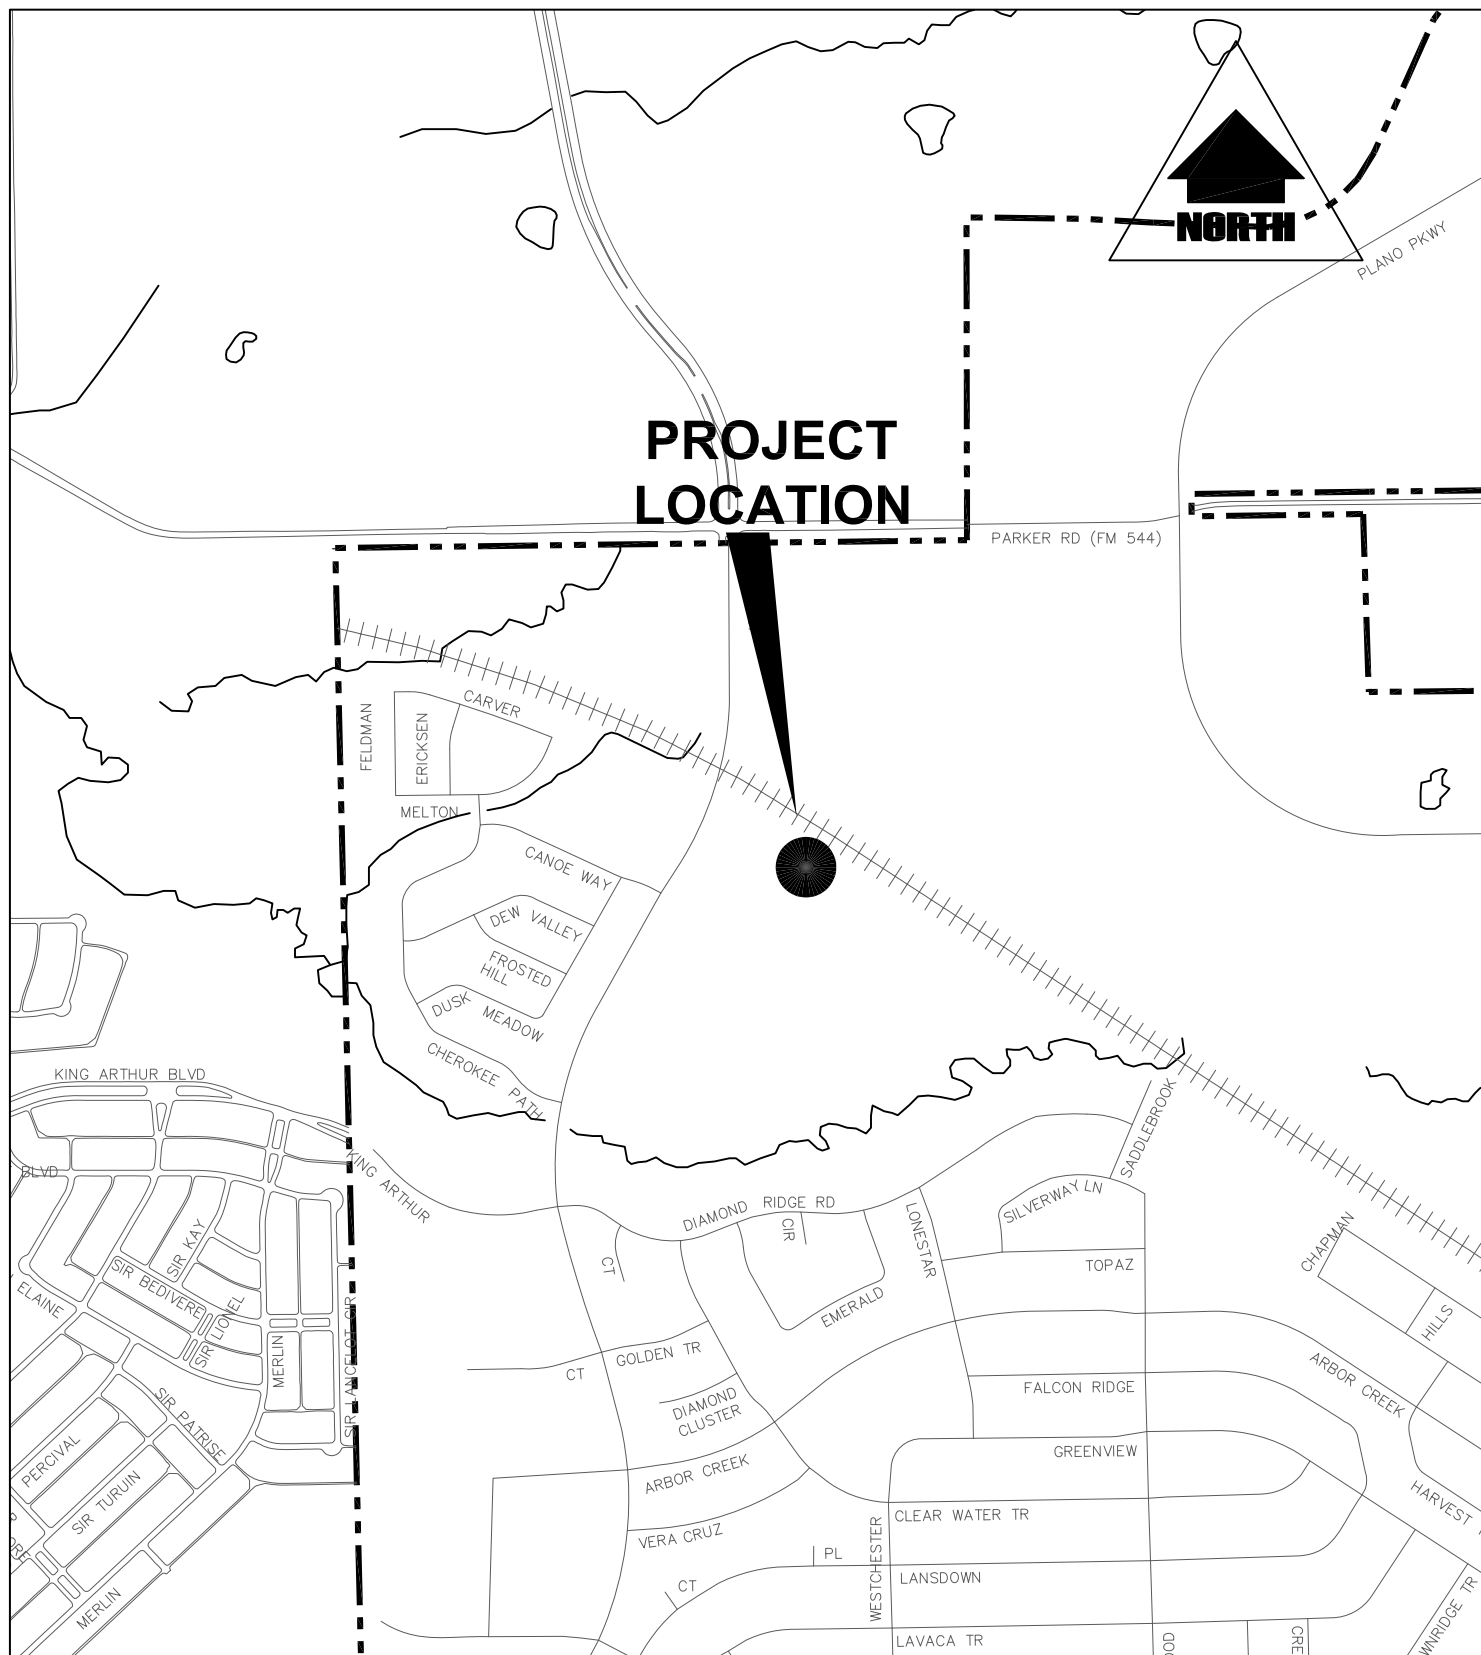 NORTH
PLANO PKWY
PROJECT
LOCATION
PARKER RD (FM 544)
CARVER
FELDMAN
ERICKSEN
MELTON
CANOE WAY
DEW VALLEY
FROSTED
HILL
DUSK MEADOW
CHEROKEE PATH
KING ARTHUR BLVD
BLVD
KING ARTHUR
SADDLEBROOK
SILVERWAY LN
DIAMOND RIDGE RD
CIR
LONESTAR
CT
TOPAZ
CHAPMAN
HILLS
SIR KAY
SIR BEDIVERE
SIR LIONEL
ELAINE
MERLIN
SIR LANCELOT CIR
EMERALD
GOLDEN TR
CT
ARBOR CREEK
FALCON RIDGE
DIAMOND
CLUSTER
SIR PATRISE
PERCIVAL
SIR TURUIN
GREENVIEW
ARBOR CREEK
HARVEST
CLEAR WATER TR
VERA CRUZ
WESTCHESTER
PL
LANSDOWN
CT
MERLIN
LAVACA TR
OD
CRE
WNRIDGE TR